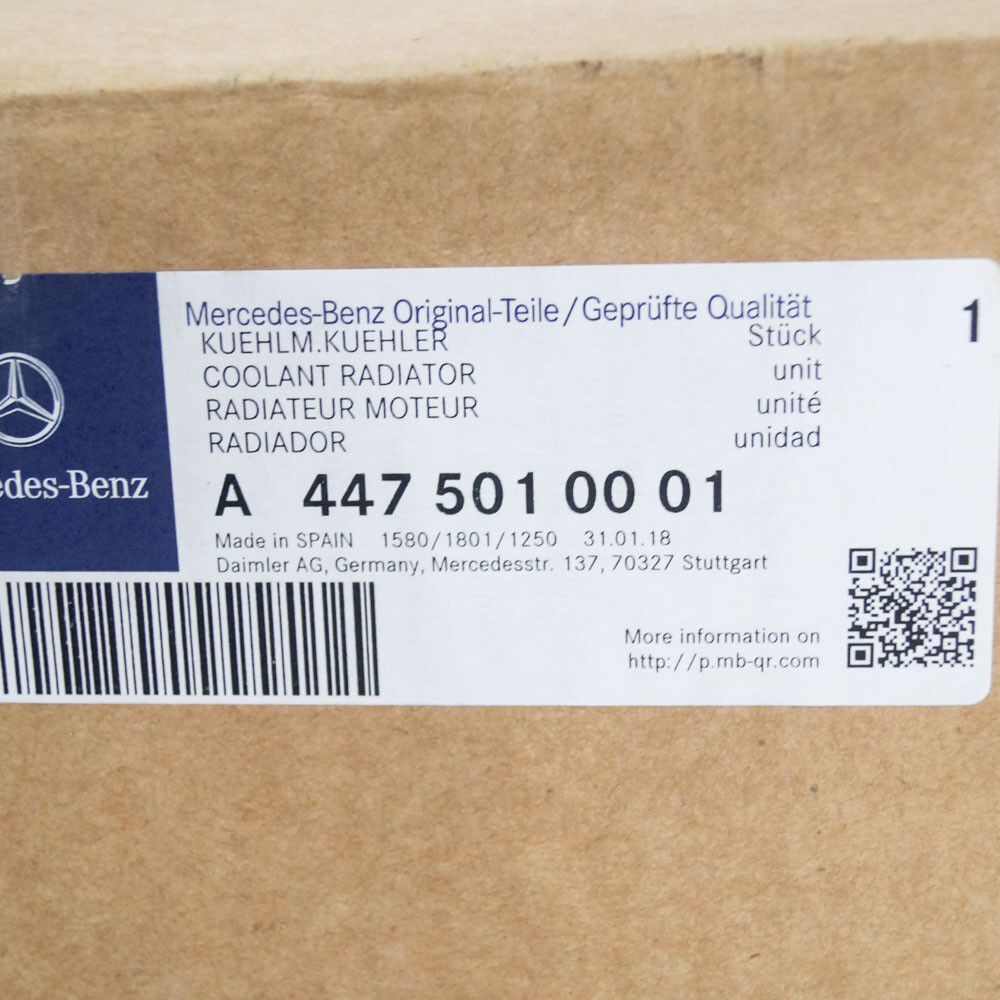 Mercedes-Benz Original-Teile/Geprüfte Qualität
1
KUEHLM.KUEHLER Stück
COOLANT RADIATOR unit
RADIATEUR MOTEUR unité
RADIADOR unidad
edes-Benz
A 447 501 00 01
Made in SPAIN 1580/1801/1250 31.01.18
Daimler AG, Germany, Mercedesstr. 137, 70327 Stuttgart
More information on
http://p.mb-qr.com